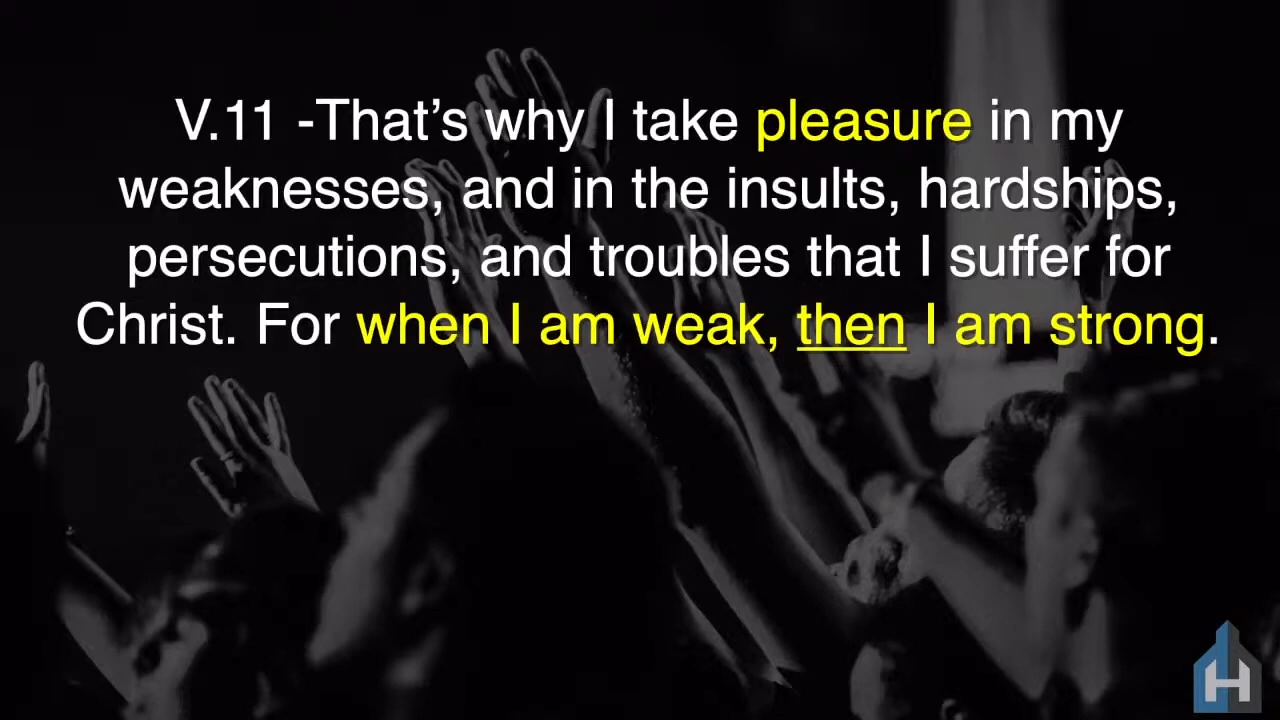 V.11 -That’s why I take pleasure in my
weaknesses, and in the insults, hardships,
persecutions, and troubles that I suffer for
Christ. For when I am weak, then I am strong.
H